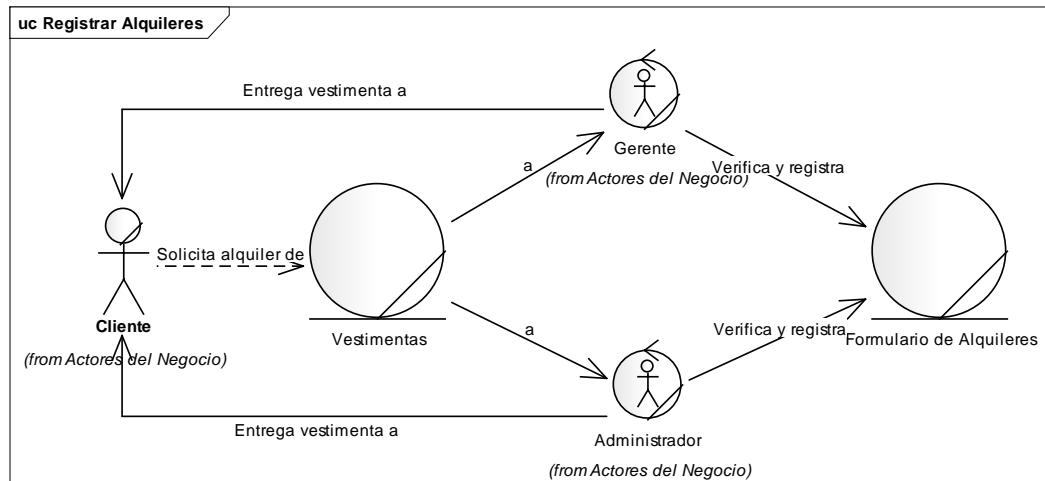 uc Registrar Alquileres
Entrega vestimenta a
Gerente
(from Actores del Negocio)
a
Verifica y registra
Solicita alquiler de
Cliente
(from Actores del Negocio)
Vestimentas
a
Verifica y registra
Formulario de Alquileres
Entrega vestimenta a
Administrador
(from Actores del Negocio)